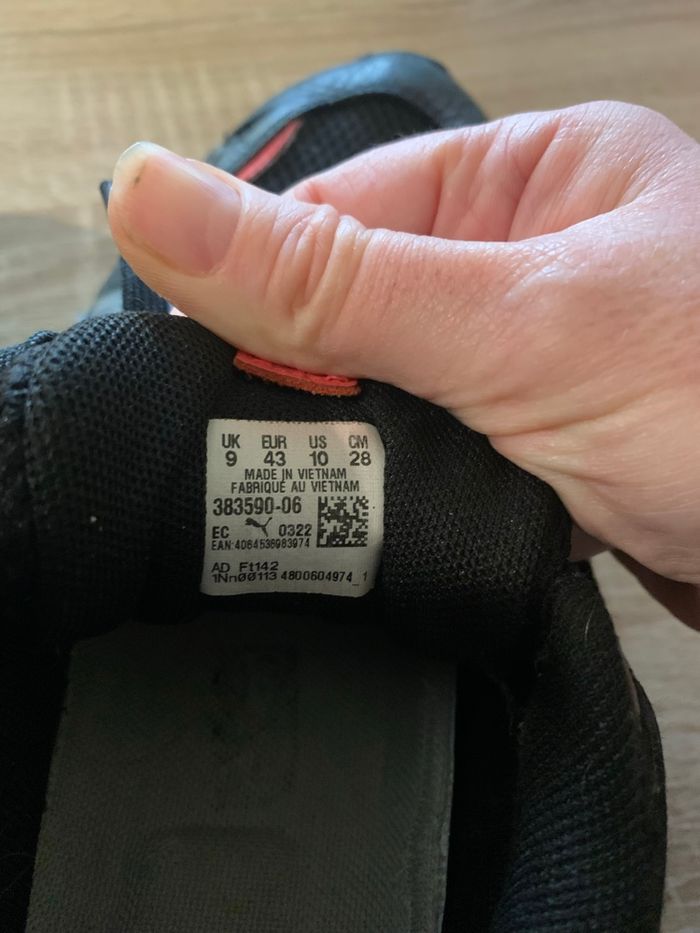 UK EUR US CM
9 43 10 28
MADE IN VIETNAM
FABRIQUÉ AU VIETNAM
383590-06
EC 0322
EAN:4064536983974
AD Ft142
1Nn00113 4800604974_1